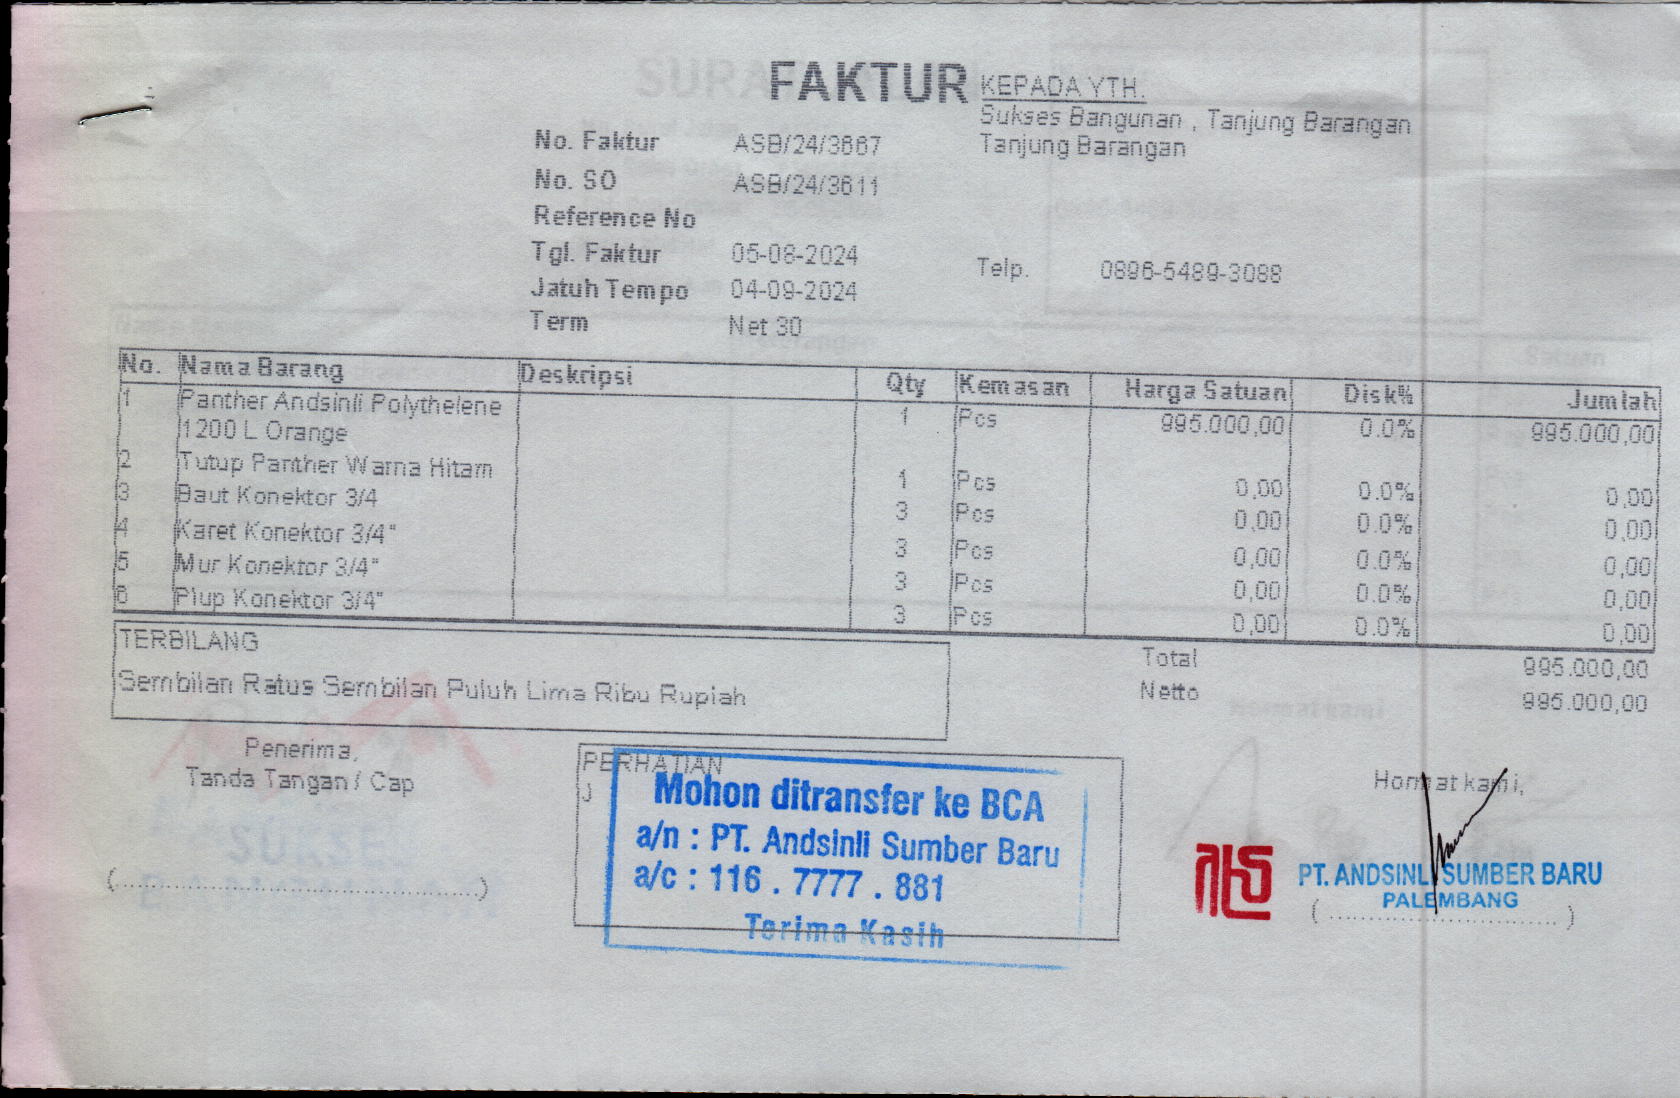 FAKTUR
KEPADA YTH.
Sukses Bangunan , Tanjung Barangan
Tanjung Barangan
No. Faktur ASB/24/3667
No. SO ASB/24/3611
Reference No
Tgl. Faktur 05-08-2024
Telp. 0896-5489-3088
Jatuh Tempo 04-09-2024
Term Net 30
No. Nama Barang Deskripsi Qty Kemasan Harga Satuan Disk% Jumlah
1 Panther Andsinli Polythelene 1 Pcs 995.000,00 0.0% 995.000,00
1200 L Orange
2 Tutup Panther Warna Hitam 1 Pcs 0,00 0.0% 0,00
3 Baut Konektor 3/4 3 Pcs 0,00 0.0% 0,00
4 Karet Konektor 3/4" 3 Pcs 0,00 0.0% 0,00
5 Mur Konektor 3/4" 3 Pcs 0,00 0.0% 0,00
6 Plup Konektor 3/4" 3 Pcs 0,00 0.0% 0,00
TERBILANG
Sembilan Ratus Sembilan Puluh Lima Ribu Rupiah
Total 995.000,00
Netto 995.000,00
Penerima,
Tanda Tangan / Cap
SUKSES
BANGUNAN
(................................................)
PERHATIAN
J
Mohon ditransfer ke BCA
a/n : PT. Andsinli Sumber Baru
a/c : 116 . 7777 . 881
Terima Kasih
Hormat kami,
PT. ANDSINLI SUMBER BARU
PALEMBANG
(................................)